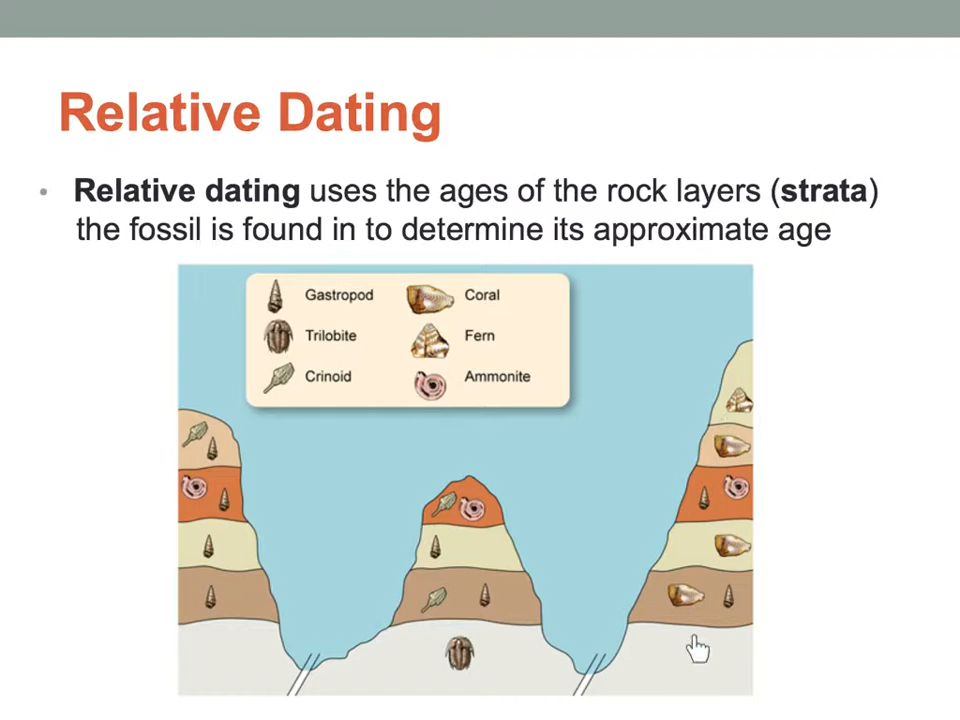 Relative Dating
• Relative dating uses the ages of the rock layers (strata)
the fossil is found in to determine its approximate age
Gastropod
Coral
Trilobite
Fern
Crinoid
Ammonite